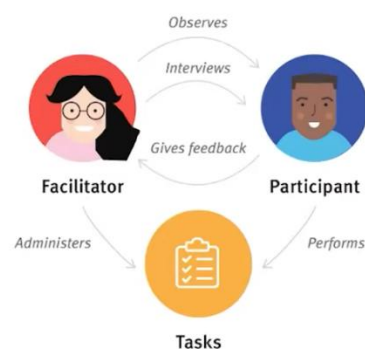 Observes
Interviews
Gives feedback
Facilitator
Participant
Administers
Performs
Tasks